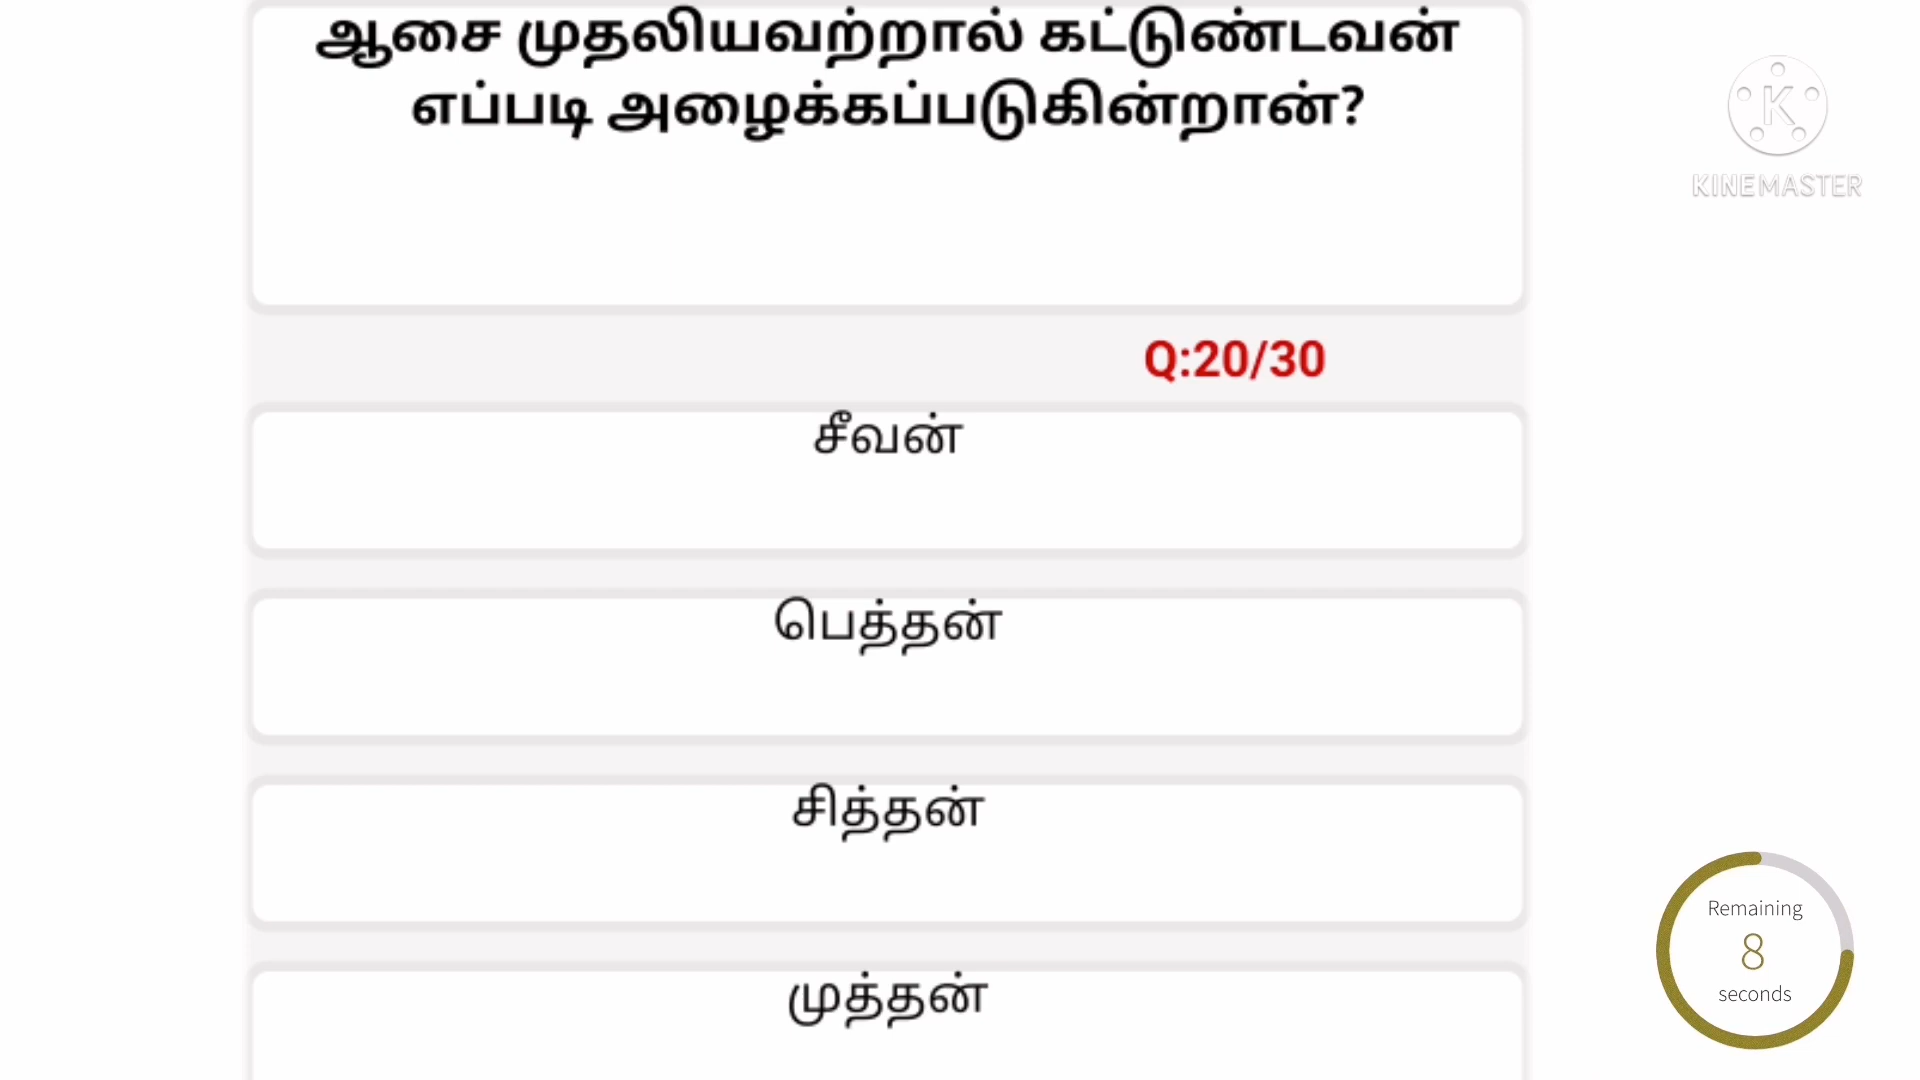 ஆசை முதலியவற்றால் கட்டுண்டவன்
எப்படி அழைக்கப்படுகின்றான்?
K
KINEMASTER
Q:20/30
சீவன்
பெத்தன்
சித்தன்
முத்தன்
Remaining
8
seconds